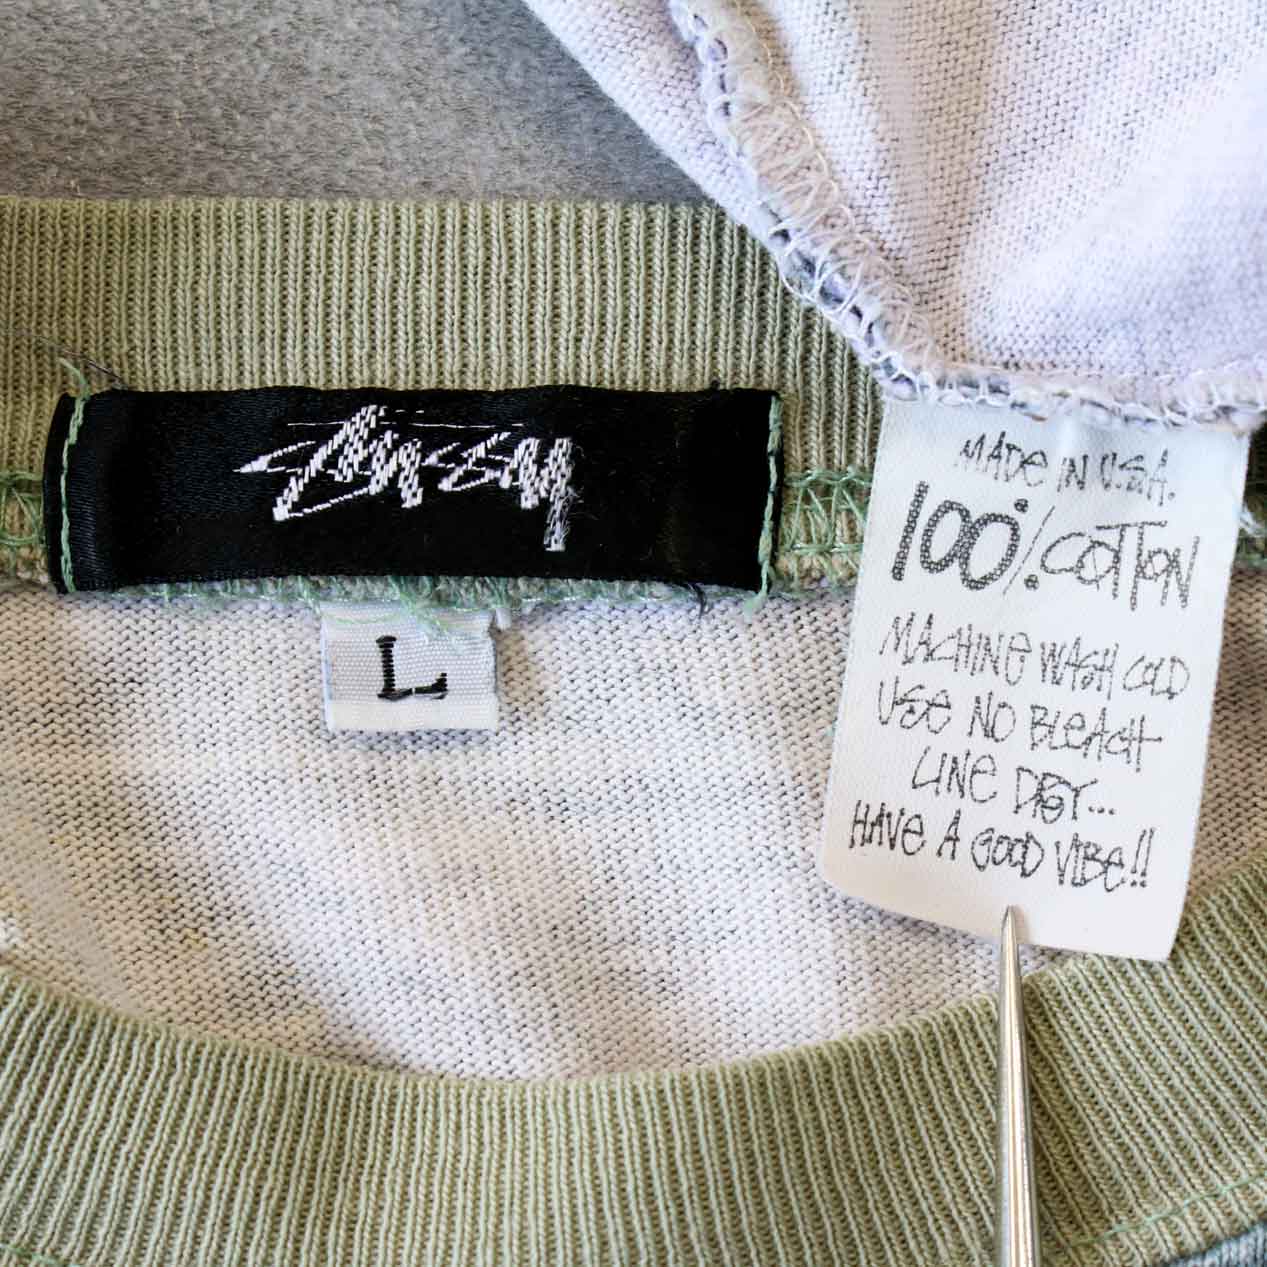 Stüssy
L
MADE IN U.S.A.
100% COTTON
MACHINE WASH COLD
USE NO BLEACH
LINE DRY...
HAVE A GOOD VIBE!!